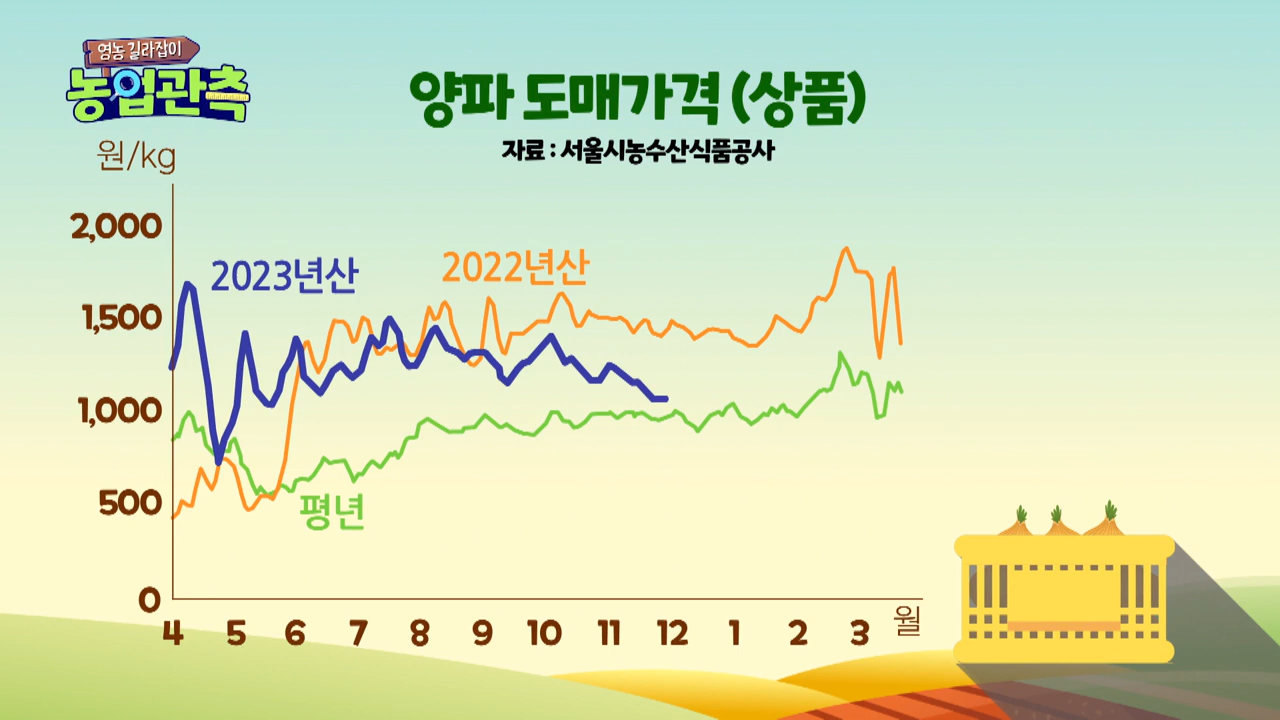 영농 길라잡이
농업관측
양파 도매가격 (상품)
자료 : 서울시농수산식품공사
원/kg
2,000
1,500
1,000
500
0
2023년산
2022년산
평년
4 5 6 7 8 9 10 11 12 1 2 3 월